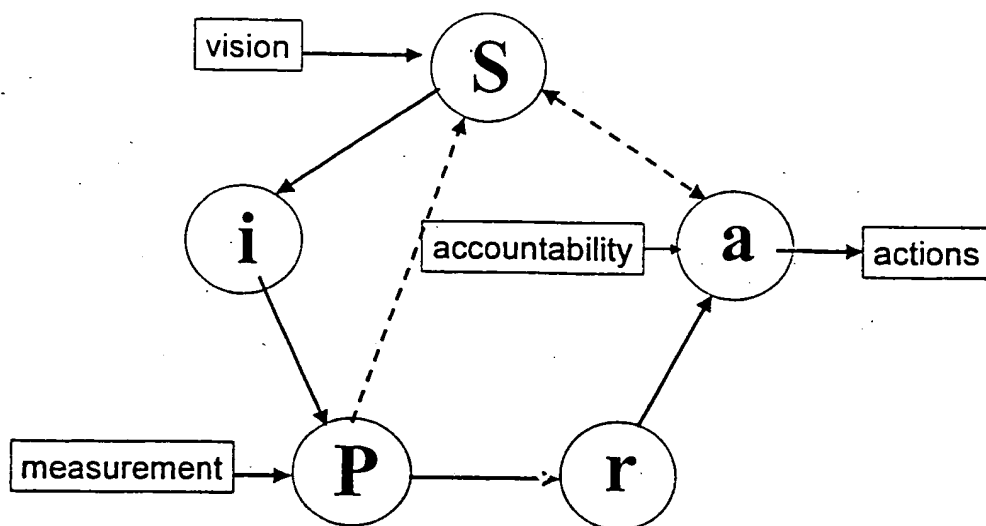 vision
S
i
accountability
a
actions
measurement
P
r